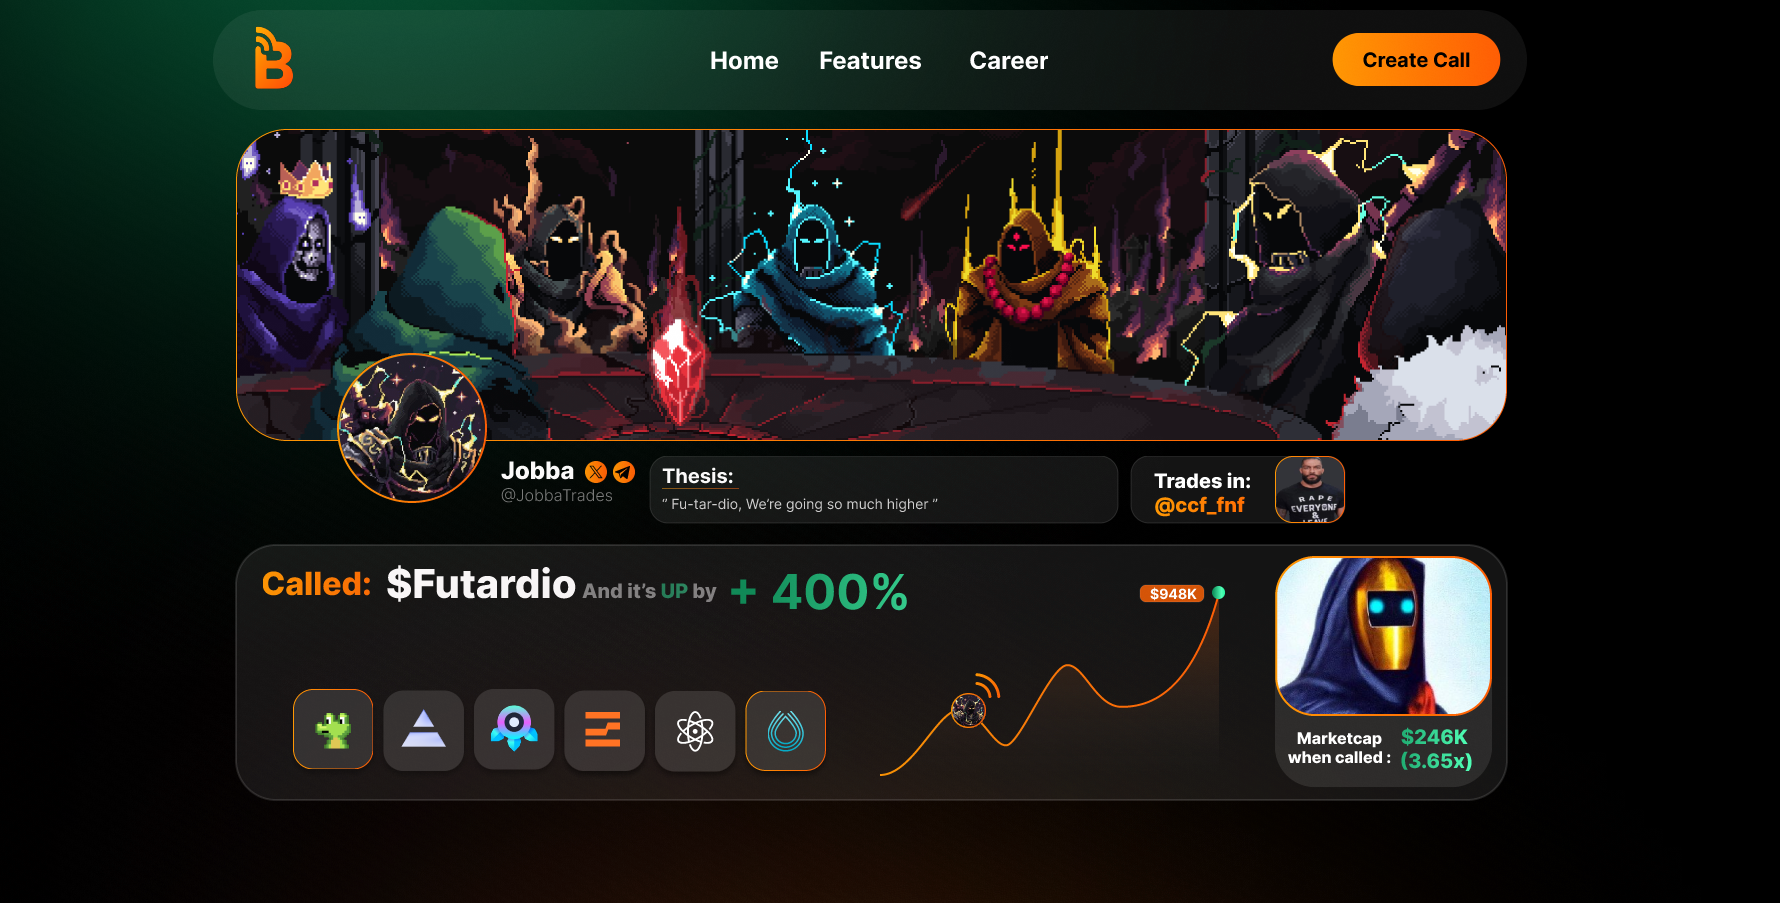 B
Home Features Career
Create Call
Jobba
@JobbaTrades
Thesis:
“ Fu-tar-dio, We’re going so much higher ”
Trades in:
@ccf_fnf
RAPE
EVERYONE
&
LEAVE
Called: $Futardio And it’s UP by + 400%
$948K
Marketcap
when called :
$246K
(3.65x)